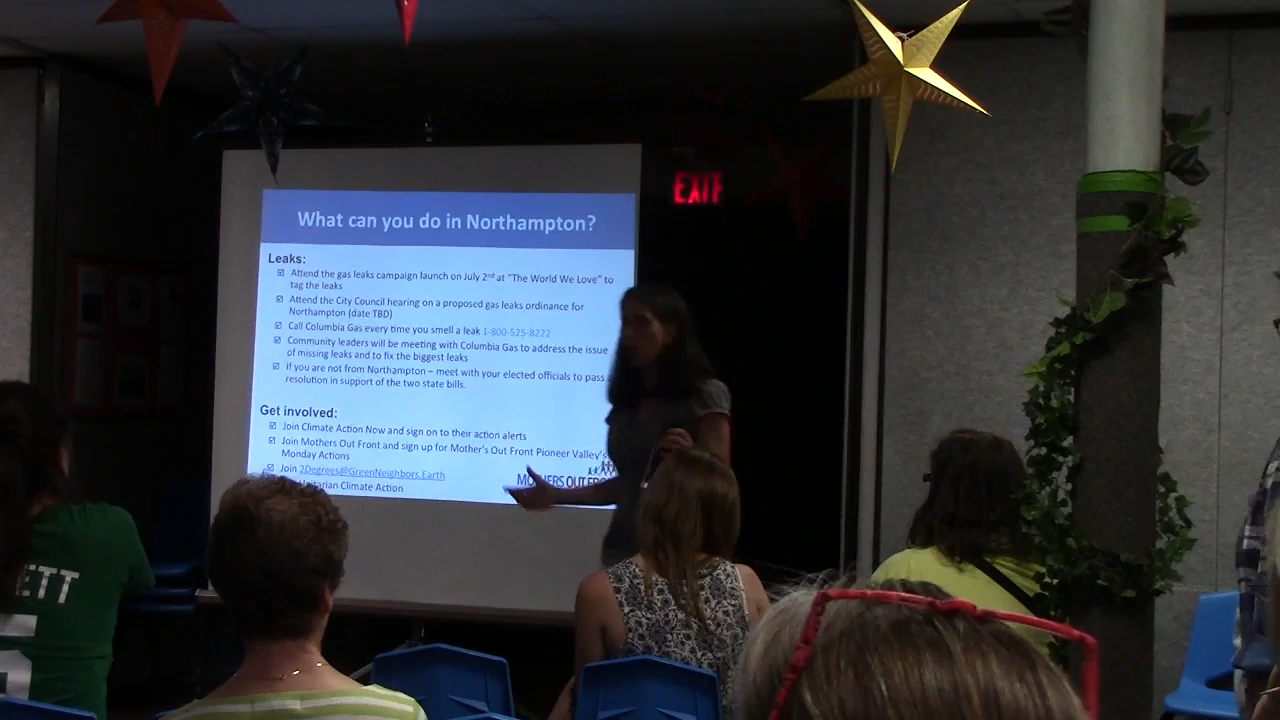 EXIT
What can you do in Northampton?
Leaks:
Attend the gas leaks campaign launch on July 2nd at "The World We Love" to
tag the leaks
Attend the City Council hearing on a proposed gas leaks ordinance for
Northampton (date TBD)
Call Columbia Gas every time you smell a leak 1-800-525-8222
Community leaders will be meeting with Columbia Gas to address the issue
of missing leaks and to fix the biggest leaks
If you are not from Northampton – meet with your elected officials to pass
resolution in support of the two state bills.
Get involved:
Join Climate Action Now and sign on to their action alerts
Join Mothers Out Front and sign up for Mother's Out Front Pioneer Valley's
Monday Actions
Join 2Degrees@GreenNeighbors.Earth
Climate Action
ETT